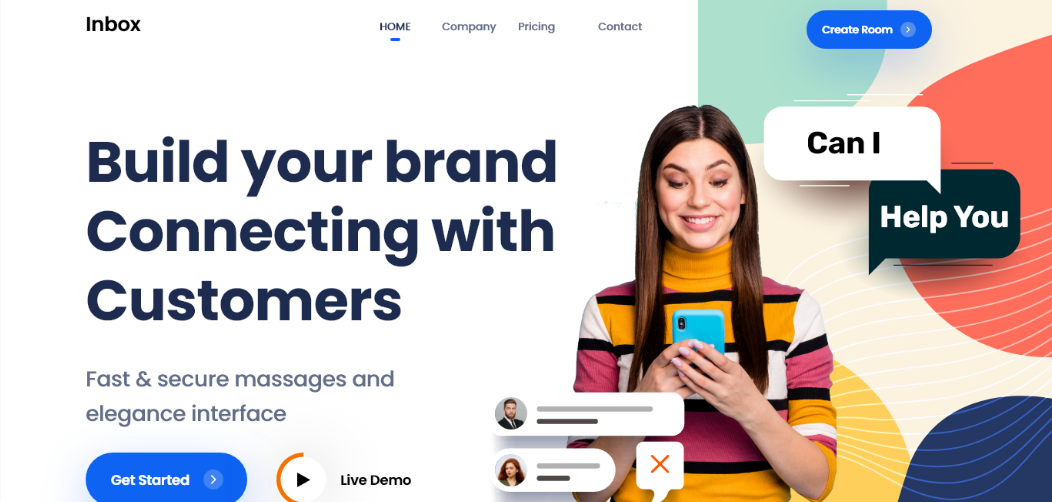 Inbox
HOME
Company
Pricing
Contact
Create Room
Can I
Help You
Build your brand
Connecting with
Customers
Fast & secure massages and
elegance interface
Get Started
Live Demo